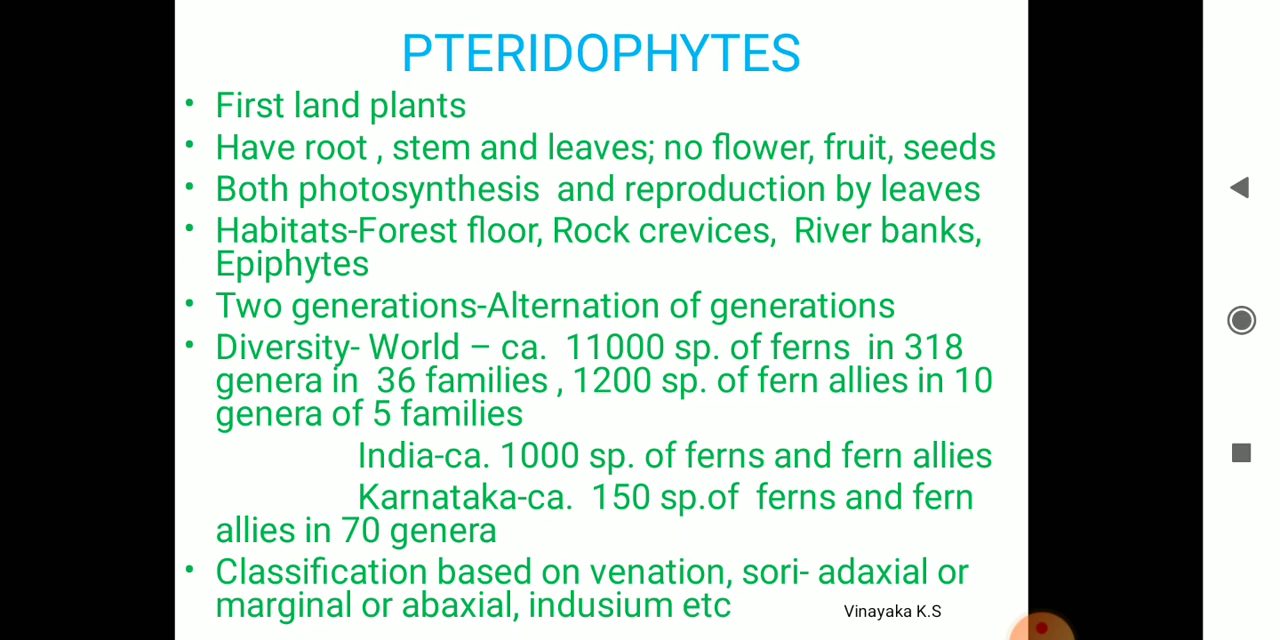 PTERIDOPHYTES
• First land plants
• Have root , stem and leaves; no flower, fruit, seeds
• Both photosynthesis  and reproduction by leaves
• Habitats-Forest floor, Rock crevices,  River banks,
Epiphytes
• Two generations-Alternation of generations
• Diversity- World – ca.  11000 sp. of ferns  in 318
genera in  36 families , 1200 sp. of fern allies in 10
genera of 5 families
India-ca. 1000 sp. of ferns and fern allies
Karnataka-ca.  150 sp.of  ferns and fern
allies in 70 genera
• Classification based on venation, sori- adaxial or
marginal or abaxial, indusium etc
Vinayaka K.S